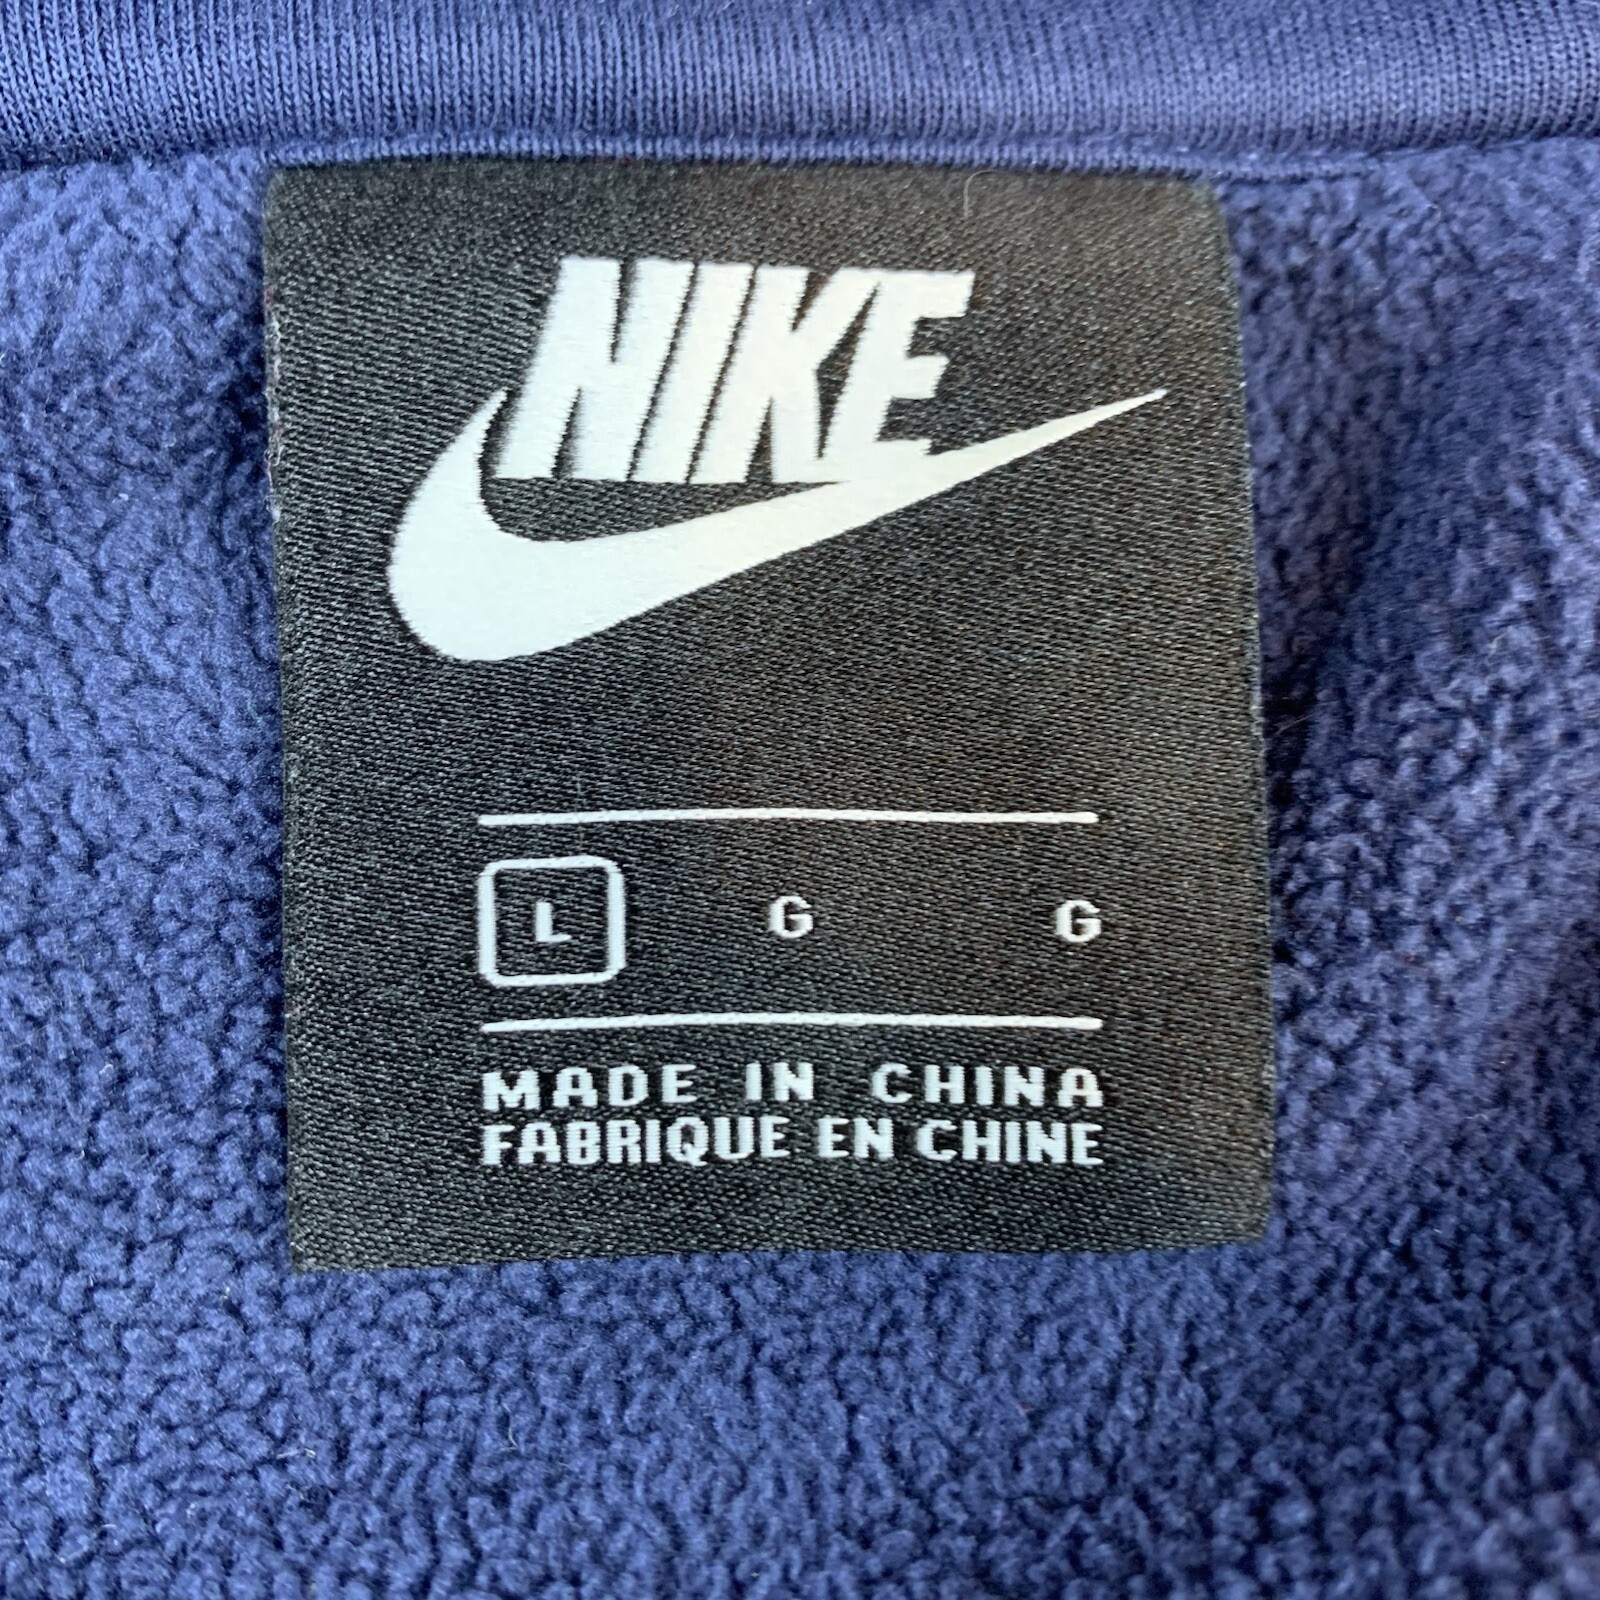 NIKE
L G G
MADE IN CHINA
FABRIQUE EN CHINE